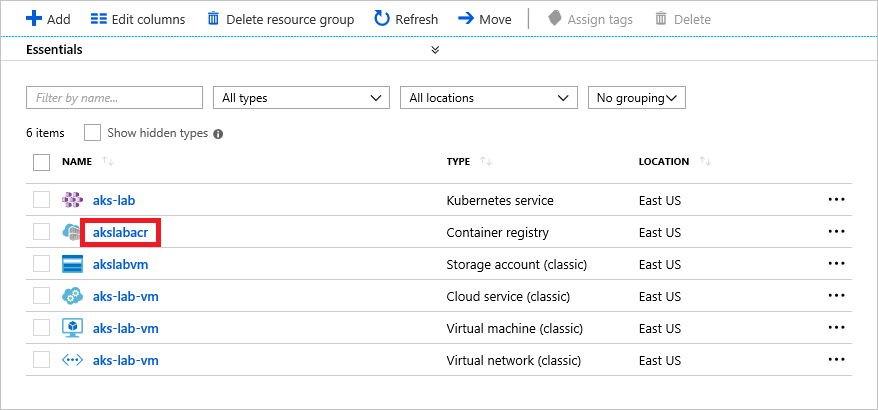 Add Edit columns Delete resource group Refresh Move Assign tags Delete
Essentials
Filter by name... All types All locations No grouping
6 items Show hidden types
NAME TYPE LOCATION
aks-lab Kubernetes service East US
akslabacr Container registry East US
akslabvm Storage account (classic) East US
aks-lab-vm Cloud service (classic) East US
aks-lab-vm Virtual machine (classic) East US
aks-lab-vm Virtual network (classic) East US